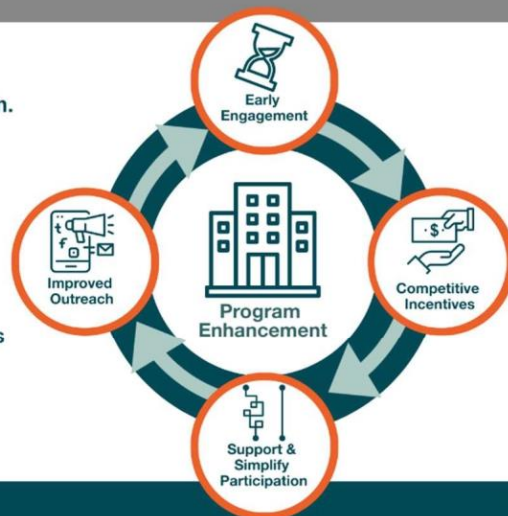 n.
s
Early
Engagement
Competitive
Incentives
Support &
Simplify
Participation
Improved
Outreach
Program
Enhancement
$
t
f